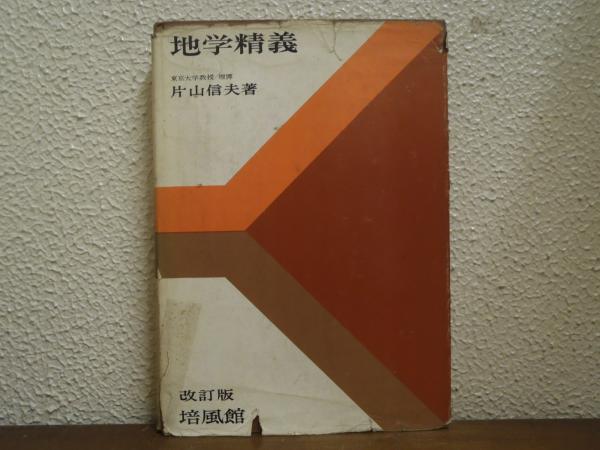 地学精義
東京大学教授/理博
片山信夫著
改訂版
培風館